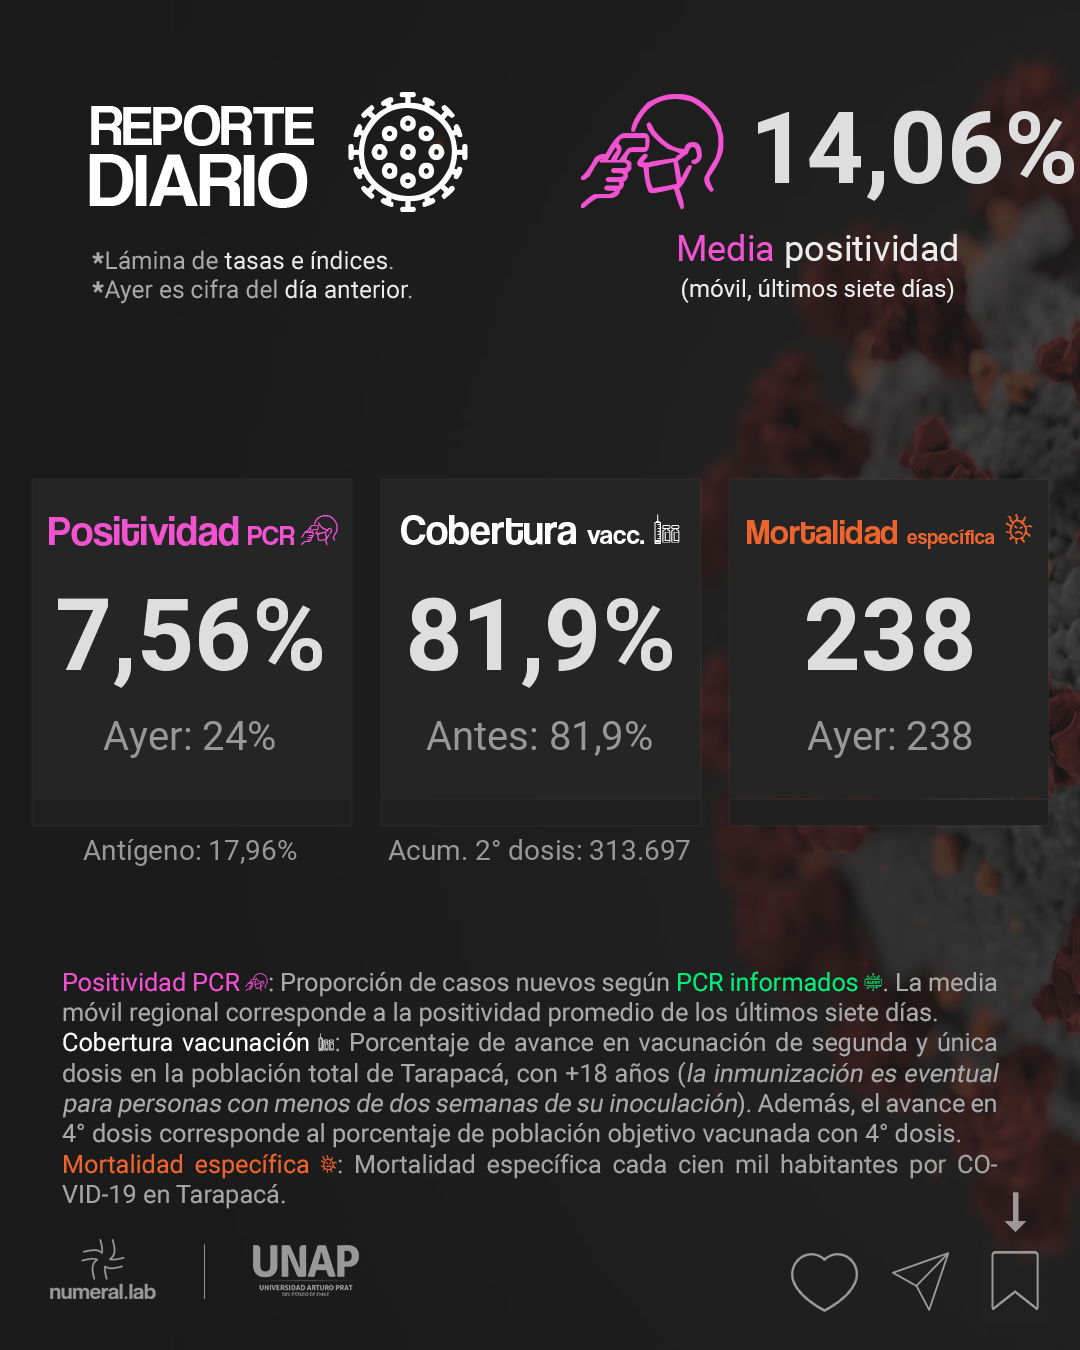 REPORTE
DIARIO
*Lámina de tasas e índices.
*Ayer es cifra del día anterior.
14,06%
Media positividad
(móvil, últimos siete días)
Positividad PCR
7,56%
Ayer: 24%
Antígeno: 17,96%
Cobertura vacc.
81,9%
Antes: 81,9%
Acum. 2° dosis: 313.697
Mortalidad específica
238
Ayer: 238
Positividad PCR: Proporción de casos nuevos según PCR informados. La media
móvil regional corresponde a la positividad promedio de los últimos siete días.
Cobertura vacunación: Porcentaje de avance en vacunación de segunda y única
dosis en la población total de Tarapacá, con +18 años (la inmunización es eventual
para personas con menos de dos semanas de su inoculación). Además, el avance en
4° dosis corresponde al porcentaje de población objetivo vacunada con 4° dosis.
Mortalidad específica: Mortalidad específica cada cien mil habitantes por CO-
VID-19 en Tarapacá.
numeral.lab
UNAP
UNIVERSIDAD ARTURO PRAT
DEL ESTADO DE CHILE